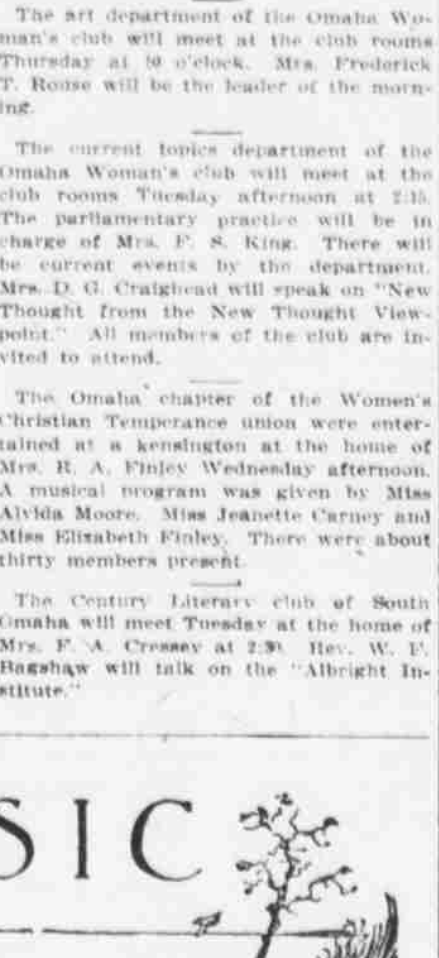 The art department of the Omaha Wo-
man's club will meet at the club rooms
Thursday at 10 o'clock. Mrs. Frederick
T. Rouse will be the leader of the morn-
ing.
The current topics department of the
Omaha Woman's club will meet at the
club rooms Tuesday afternoon at 2:15.
The parliamentary practice will be in
charge of Mrs. F. S. King. There will
be current events by the department.
Mrs. D. G. Craighead will speak on "New
Thought from the New Thought View-
point." All members of the club are in-
vited to attend.
The Omaha chapter of the Women's
Christian Temperance union were enter-
tained at a kensington at the home of
Mrs. R. A. Finley Wednesday afternoon.
A musical program was given by Miss
Alvida Moore, Miss Jeanette Carney and
Miss Elizabeth Finley. There were about
thirty members present.
The Century Literary club of South
Omaha will meet Tuesday at the home of
Mrs. F. A. Cressey at 2:30. Rev. W. E.
Bagshaw will talk on the "Albright In-
stitute."
SIC